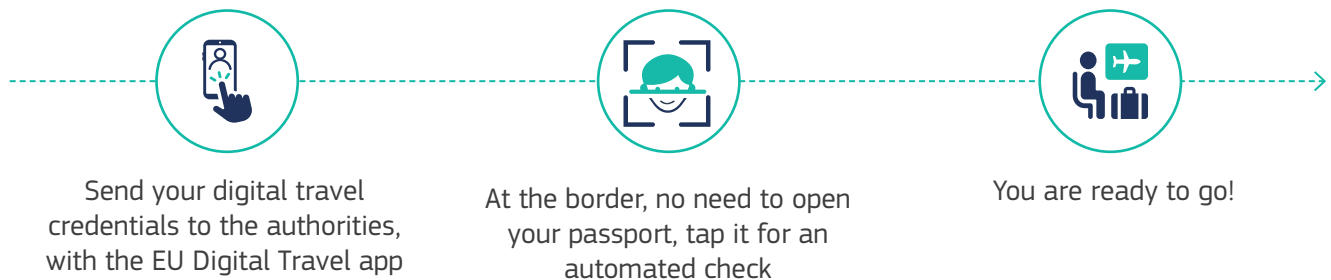 Send your digital travel
credentials to the authorities,
with the EU Digital Travel app
At the border, no need to open
your passport, tap it for an
automated check
You are ready to go!